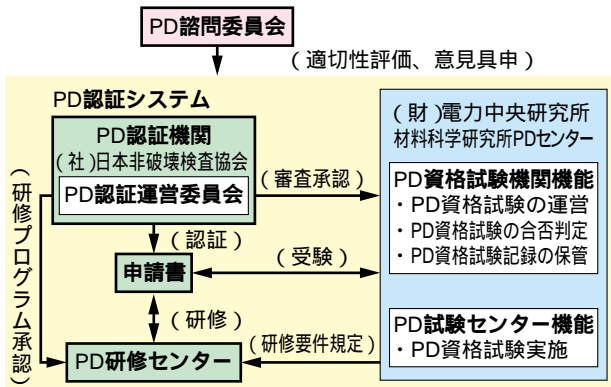 PD諮問委員会
（適切性評価、意見具申）
PD認証システム
PD認証機関
（社）日本非破壊検査協会
PD認証運営委員会
（審査承認）
（財）電力中央研究所
材料科学研究所PDセンター
PD資格試験機関機能
・PD資格試験の運営
・PD資格試験の合否判定
・PD資格試験記録の保管
（研修プログラム承認）
（認証）
申請書
（受験）
（研修）
PD研修センター
（研修要件規定）
PD試験センター機能
・PD資格試験実施